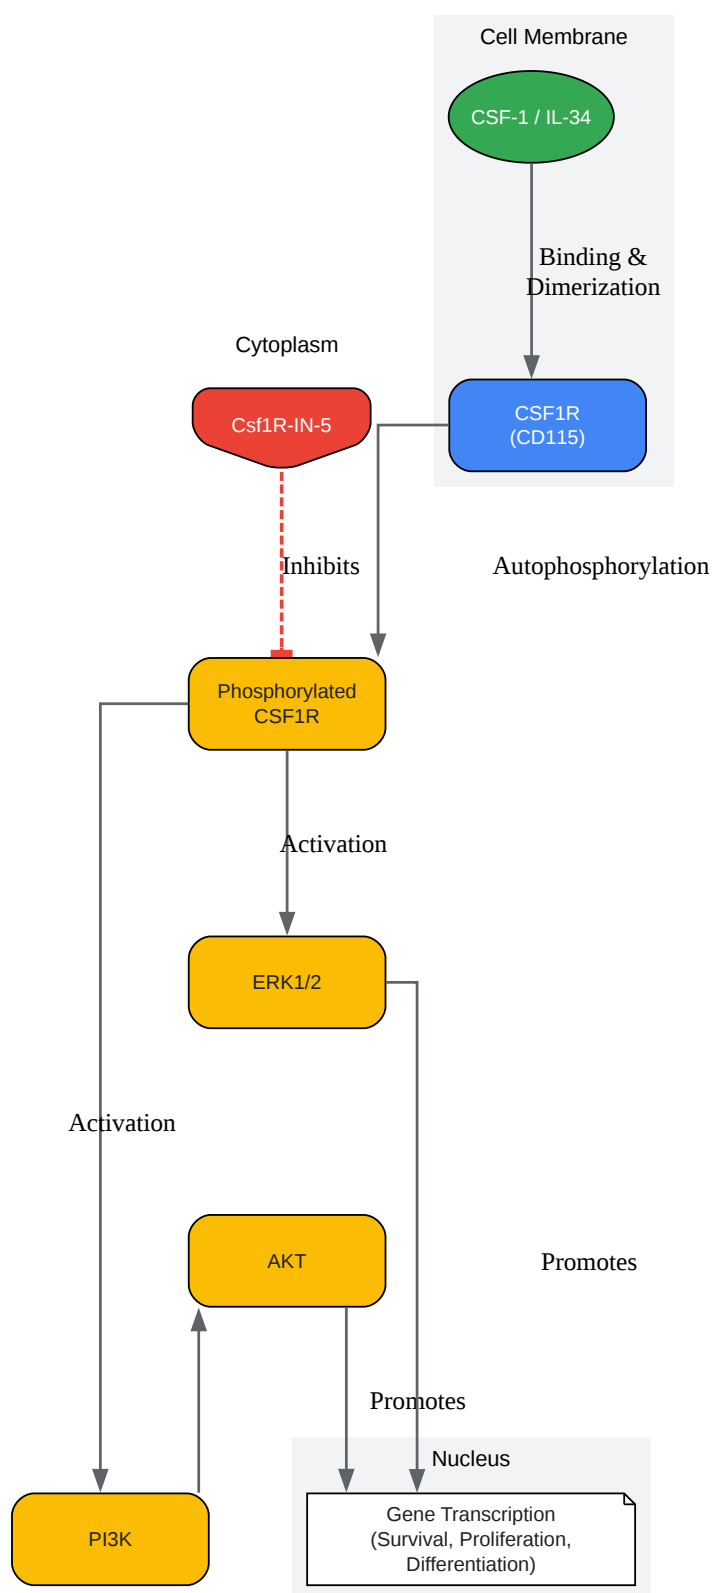 Cell Membrane
CSF-1 / IL-34
Binding &
Dimerization
Cytoplasm
Csf1R-IN-5
CSF1R
(CD115)
Inhibits
Autophosphorylation
Phosphorylated
CSF1R
Activation
ERK1/2
Activation
AKT
Promotes
Promotes
Nucleus
PI3K
Gene Transcription
(Survival, Proliferation,
Differentiation)